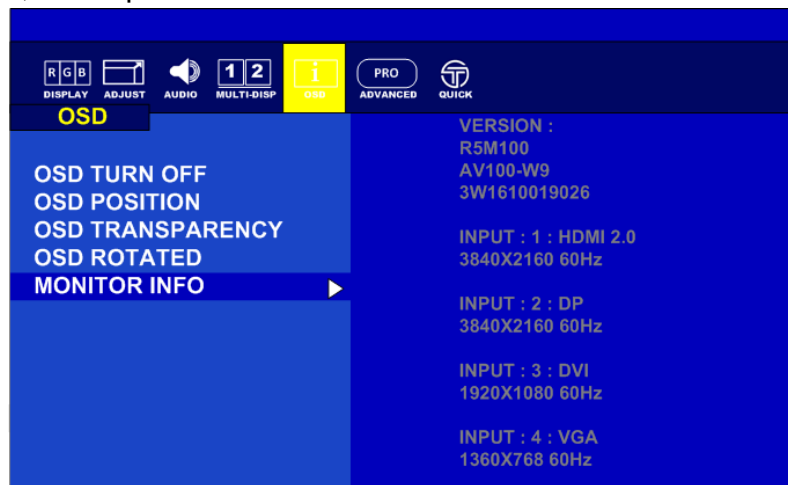 R G B
1 2
i
PRO
DISPLAY
ADJUST
AUDIO
MULTI-DISP
OSD
ADVANCED
QUICK
OSD
OSD TURN OFF
OSD POSITION
OSD TRANSPARENCY
OSD ROTATED
MONITOR INFO
VERSION :
R5M100
AV100-W9
3W1610019026
INPUT : 1 : HDMI 2.0
3840X2160 60Hz
INPUT : 2 : DP
3840X2160 60Hz
INPUT : 3 : DVI
1920X1080 60Hz
INPUT : 4 : VGA
1360X768 60Hz